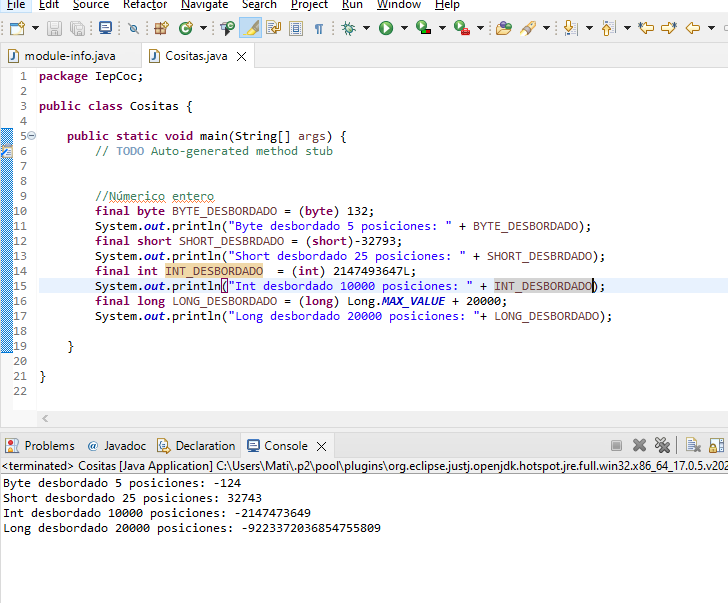 File Edit Source Refactor Navigate Search Project Run Window Help
module-info.java Cositas.java
1 package IepCoc;
2
3 public class Cositas {
4
5 public static void main(String[] args) {
6 // TODO Auto-generated method stub
7
8
9 //Númerico entero
10 final byte BYTE_DESBORDADO = (byte) 132;
11 System.out.println("Byte desbordado 5 posiciones: " + BYTE_DESBORDADO);
12 final short SHORT_DESBRDADO = (short)-32793;
13 System.out.println("Short desbordado 25 posiciones: " + SHORT_DESBRDADO);
14 final int INT_DESBORDADO = (int) 2147493647L;
15 System.out.println("Int desbordado 10000 posiciones: " + INT_DESBORDADO);
16 final long LONG_DESBORDADO = (long) Long.MAX_VALUE + 20000;
17 System.out.println("Long desbordado 20000 posiciones: "+ LONG_DESBORDADO);
18
19 }
20
21 }
22
Problems Javadoc Declaration Console
<terminated> Cositas [Java Application] C:\Users\Mati\.p2\pool\plugins\org.eclipse.justj.openjdk.hotspot.jre.full.win32.x86_64_17.0.5.v202
Byte desbordado 5 posiciones: -124
Short desbordado 25 posiciones: 32743
Int desbordado 10000 posiciones: -2147473649
Long desbordado 20000 posiciones: -9223372036854755809